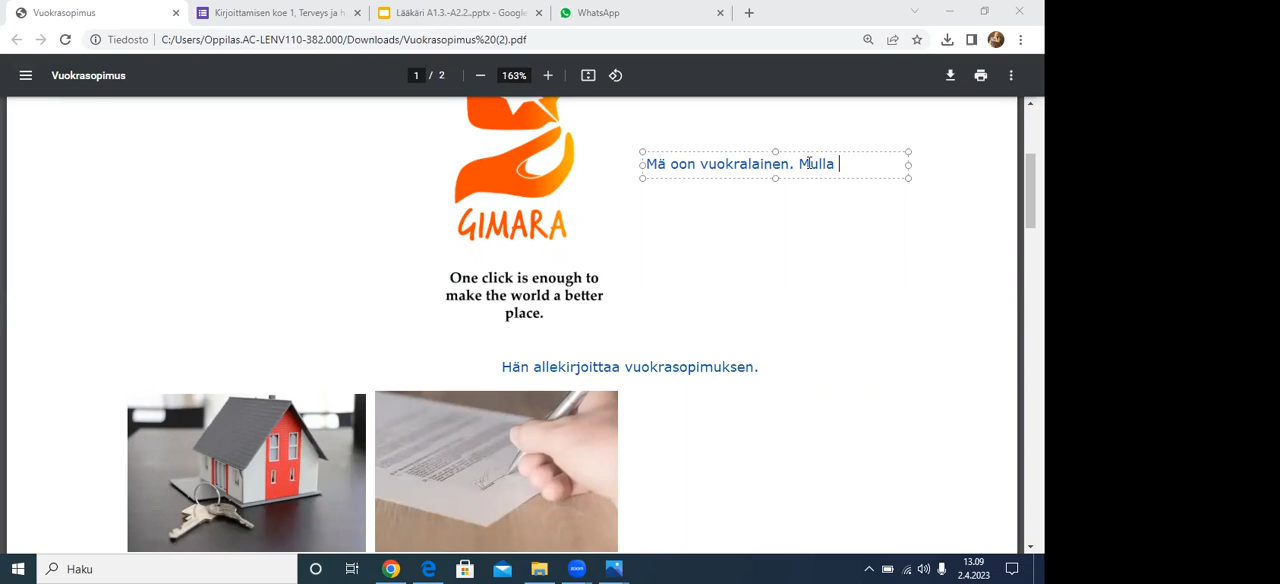 Vuokrasopimus
Kirjoittamisen koe 1, Terveys ja h
Lääkäri A1.3.-A2.2..pptx - Google
WhatsApp
Tiedosto
C:/Users/Oppilas.AC-LENV110-382.000/Downloads/Vuokrasopimus%20(2).pdf
Vuokrasopimus
1 / 2
163%
Mä oon vuokralainen. Mulla
GIMARA
One click is enough to
make the world a better
place.
Hän allekirjoittaa vuokrasopimuksen.
Haku
zoom
13.09
2.4.2023